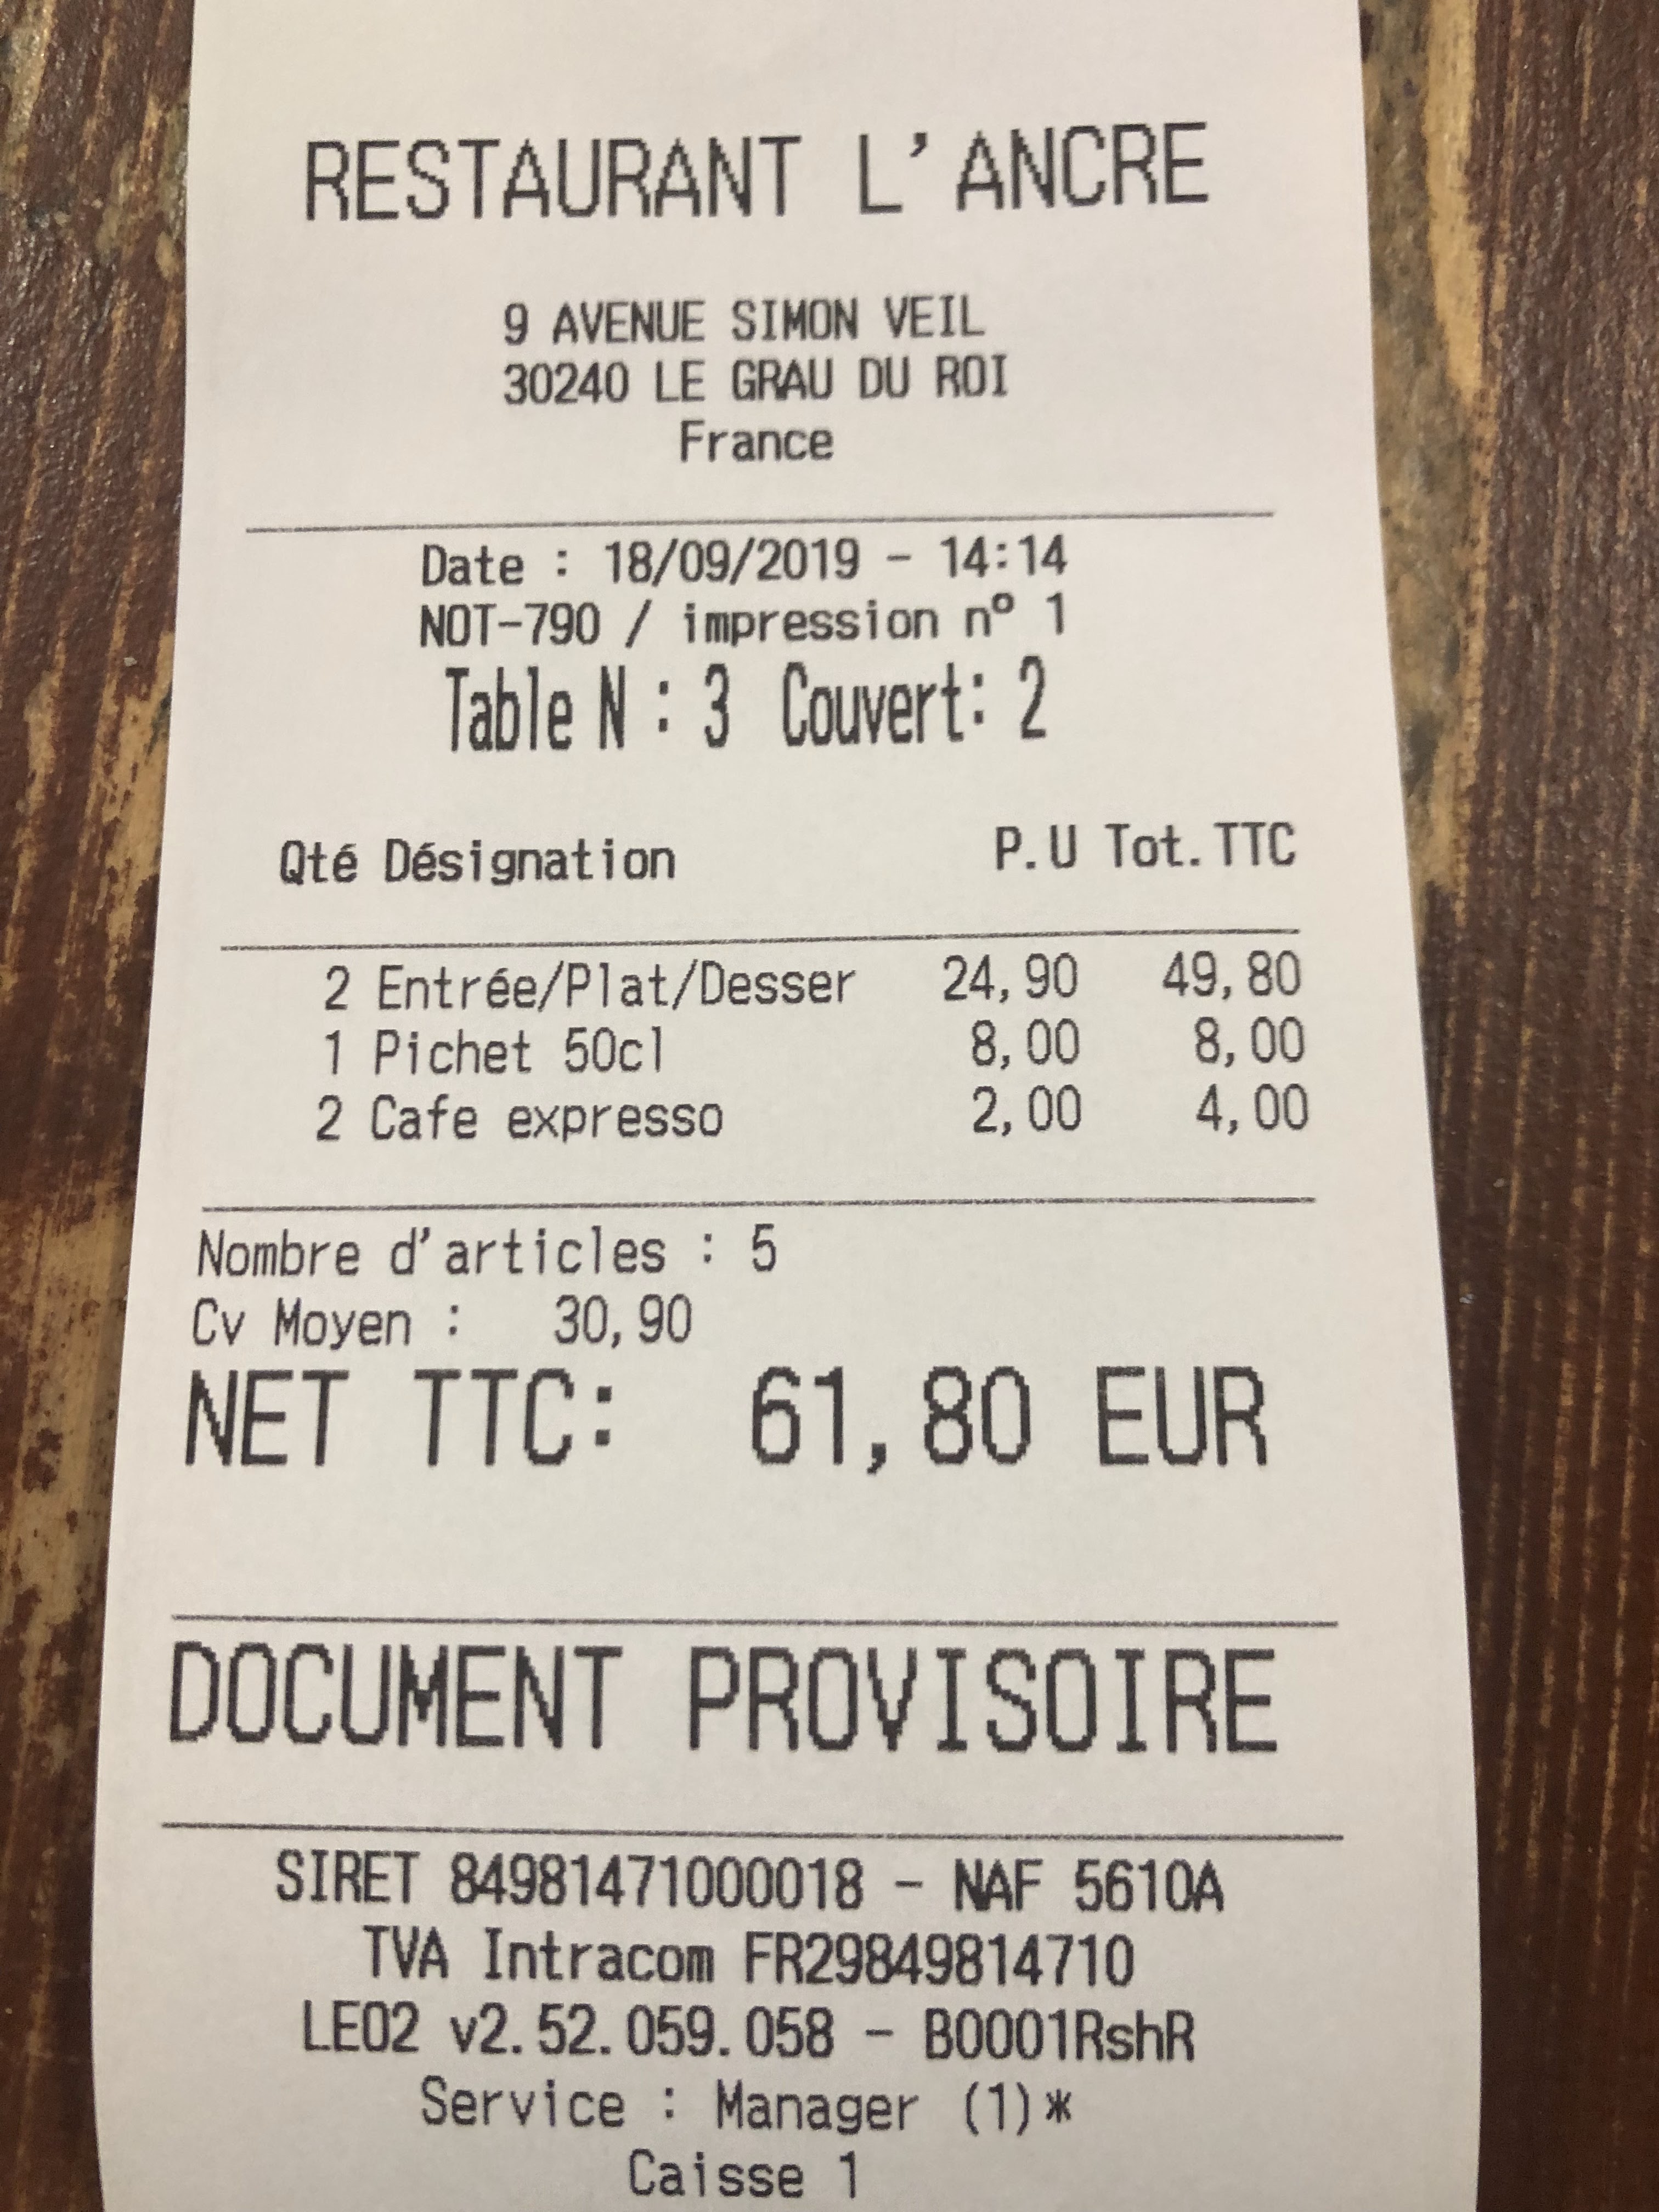 RESTAURANT L'ANCRE
9 AVENUE SIMON VEIL
30240 LE GRAU DU ROI
France
Date : 18/09/2019 - 14:14
NOT-790 / impression nº 1
Table N : 3 Couvert: 2
Qté Désignation P.U Tot.TTC
2 Entrée/Plat/Desser 24,90 49,80
1 Pichet 50cl 8,00 8,00
2 Cafe expresso 2,00 4,00
Nombre d'articles : 5
Cv Moyen : 30,90
NET TTC: 61,80 EUR
DOCUMENT PROVISOIRE
SIRET 84981471000018 - NAF 5610A
TVA Intracom FR29849814710
LEO2 v2.52.059.058 - B0001RshR
Service : Manager (1)*
Caisse 1